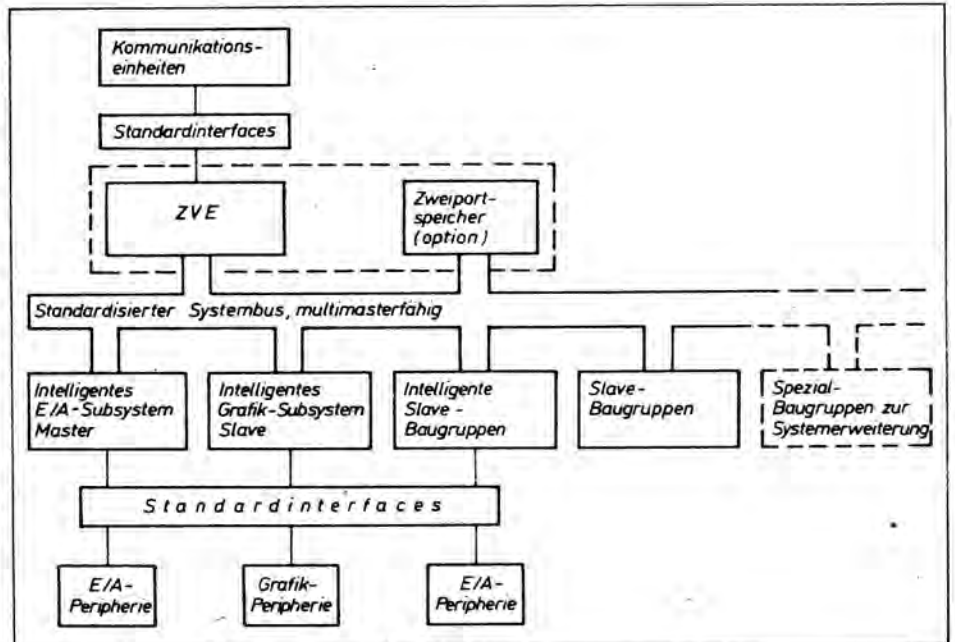 Kommunikations-
einheiten
Standardinterfaces
ZVE
Zweiport-
speicher
(option)
Standardisierter Systembus, multimasterfähig
Intelligentes
E/A-Subsystem
Master
Intelligentes
Grafik-Subsystem
Slave
Intelligente
Slave-
Baugruppen
Slave-
Baugruppen
Spezial-
Baugruppen zur
Systemerweiterung
Standardinterfaces
E/A-
Peripherie
Grafik-
Peripherie
E/A-
Peripherie